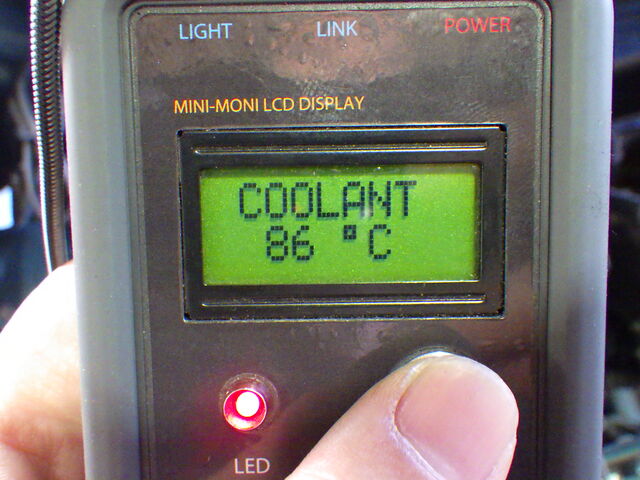 LIGHT LINK POWER
MINI-MONI LCD DISPLAY
COOLANT
86 °C
LED